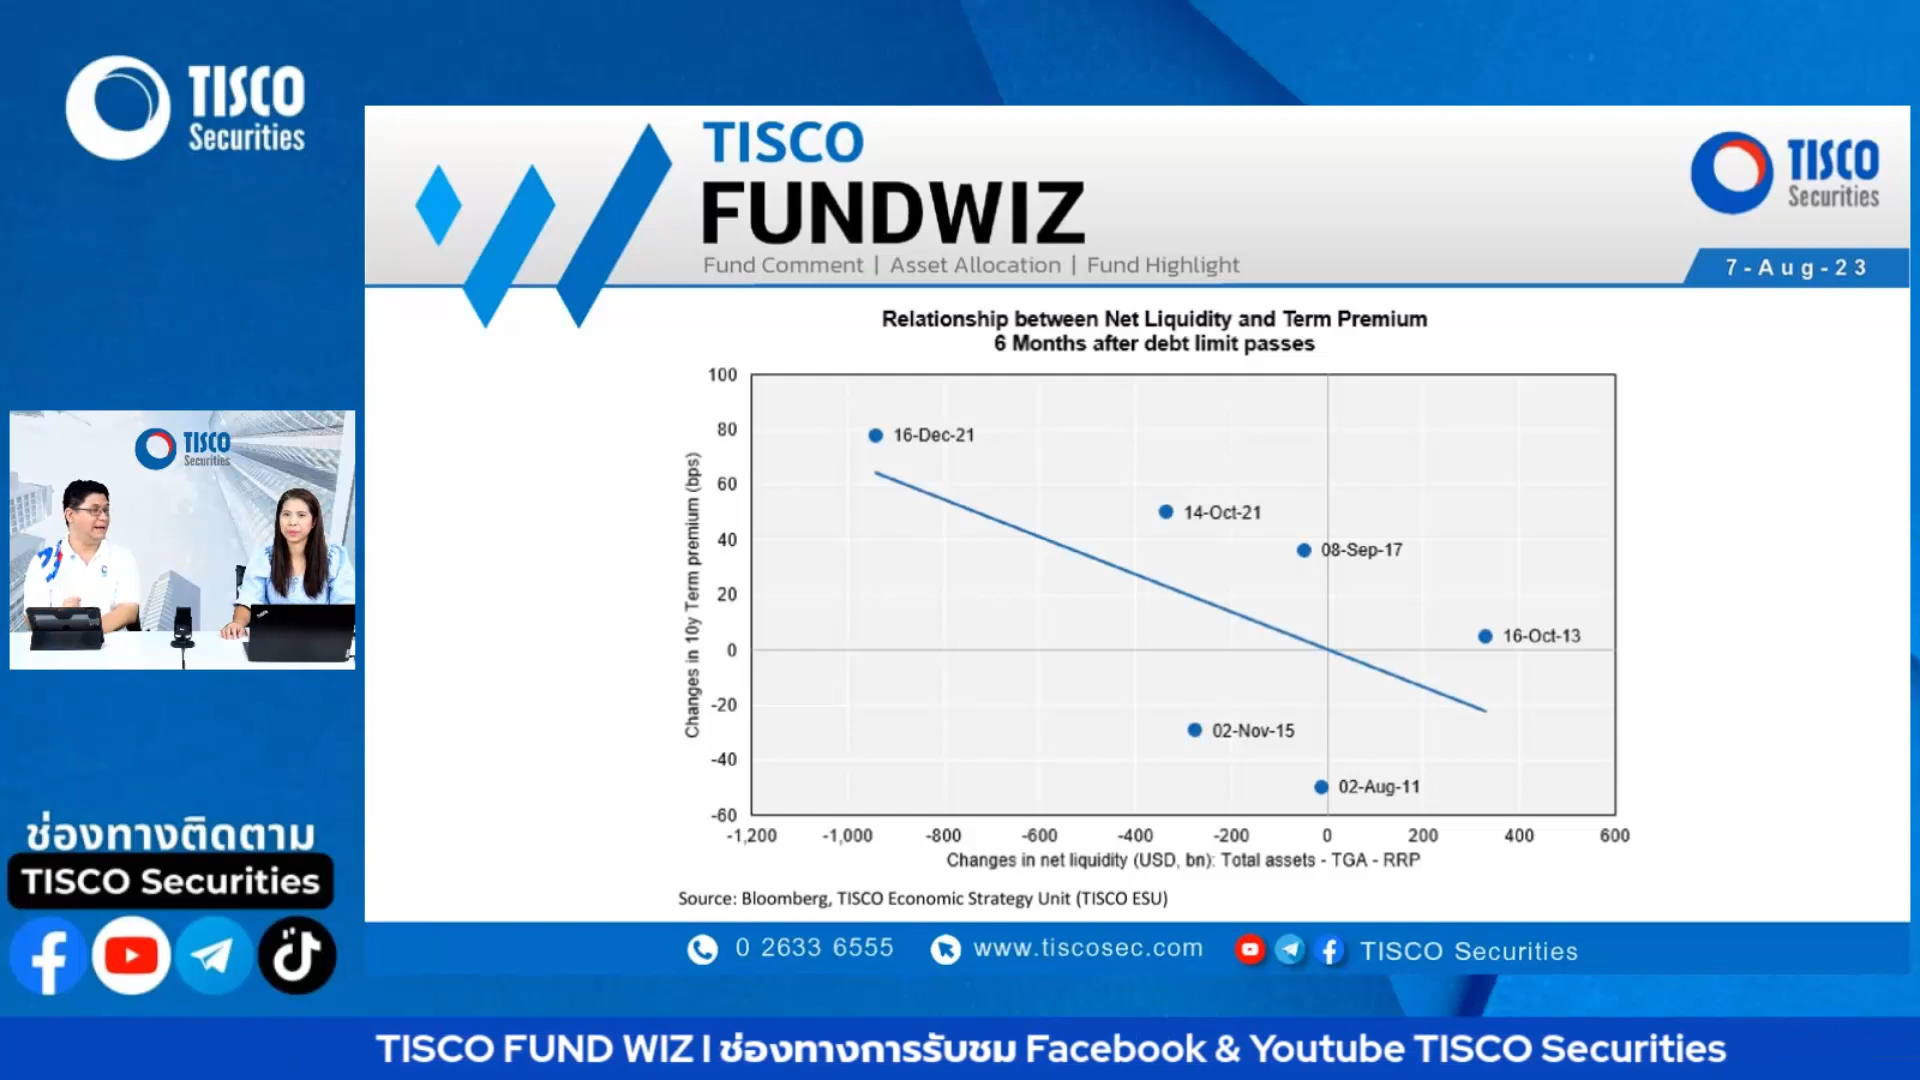 TISCO
Securities
TISCO
FUNDWIZ
Fund Comment | Asset Allocation | Fund Highlight
TISCO
Securities
7-Aug-23
Relationship between Net Liquidity and Term Premium
6 Months after debt limit passes
Changes in 10y Term premium (bps)
100
80
60
40
20
0
-20
-40
-60
16-Dec-21
14-Oct-21
08-Sep-17
16-Oct-13
02-Nov-15
02-Aug-11
-1,200
-1,000
-800
-600
-400
-200
0
200
400
600
Changes in net liquidity (USD, bn): Total assets - TGA - RRP
Source: Bloomberg, TISCO Economic Strategy Unit (TISCO ESU)
TISCO
Securities
ช่องทางติดตาม
TISCO Securities
0 2633 6555
www.tiscosec.com
TISCO Securities
TISCO FUND WIZ I ช่องทางการรับชม Facebook & Youtube TISCO Securities